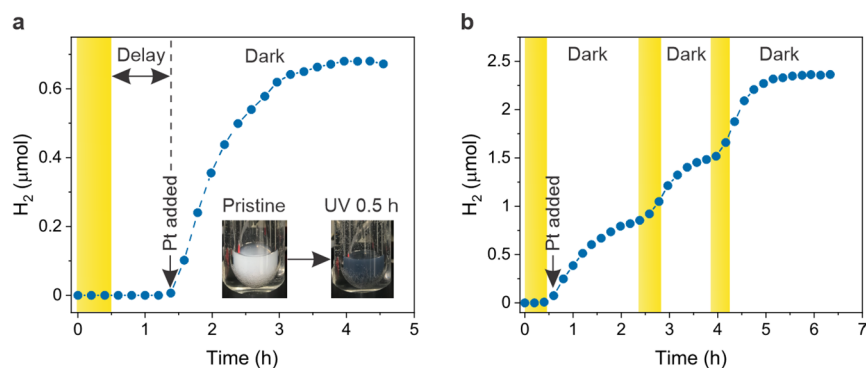 a
Delay
Dark
0.6
0.4
0.2
0
H2 (μmol)
Pt added
Pristine
UV 0.5 h
0
1
2
3
4
5
Time (h)
b
Dark
Dark
Dark
2.5
2
1.5
1
0.5
0
H2 (μmol)
Pt added
0
1
2
3
4
5
6
7
Time (h)